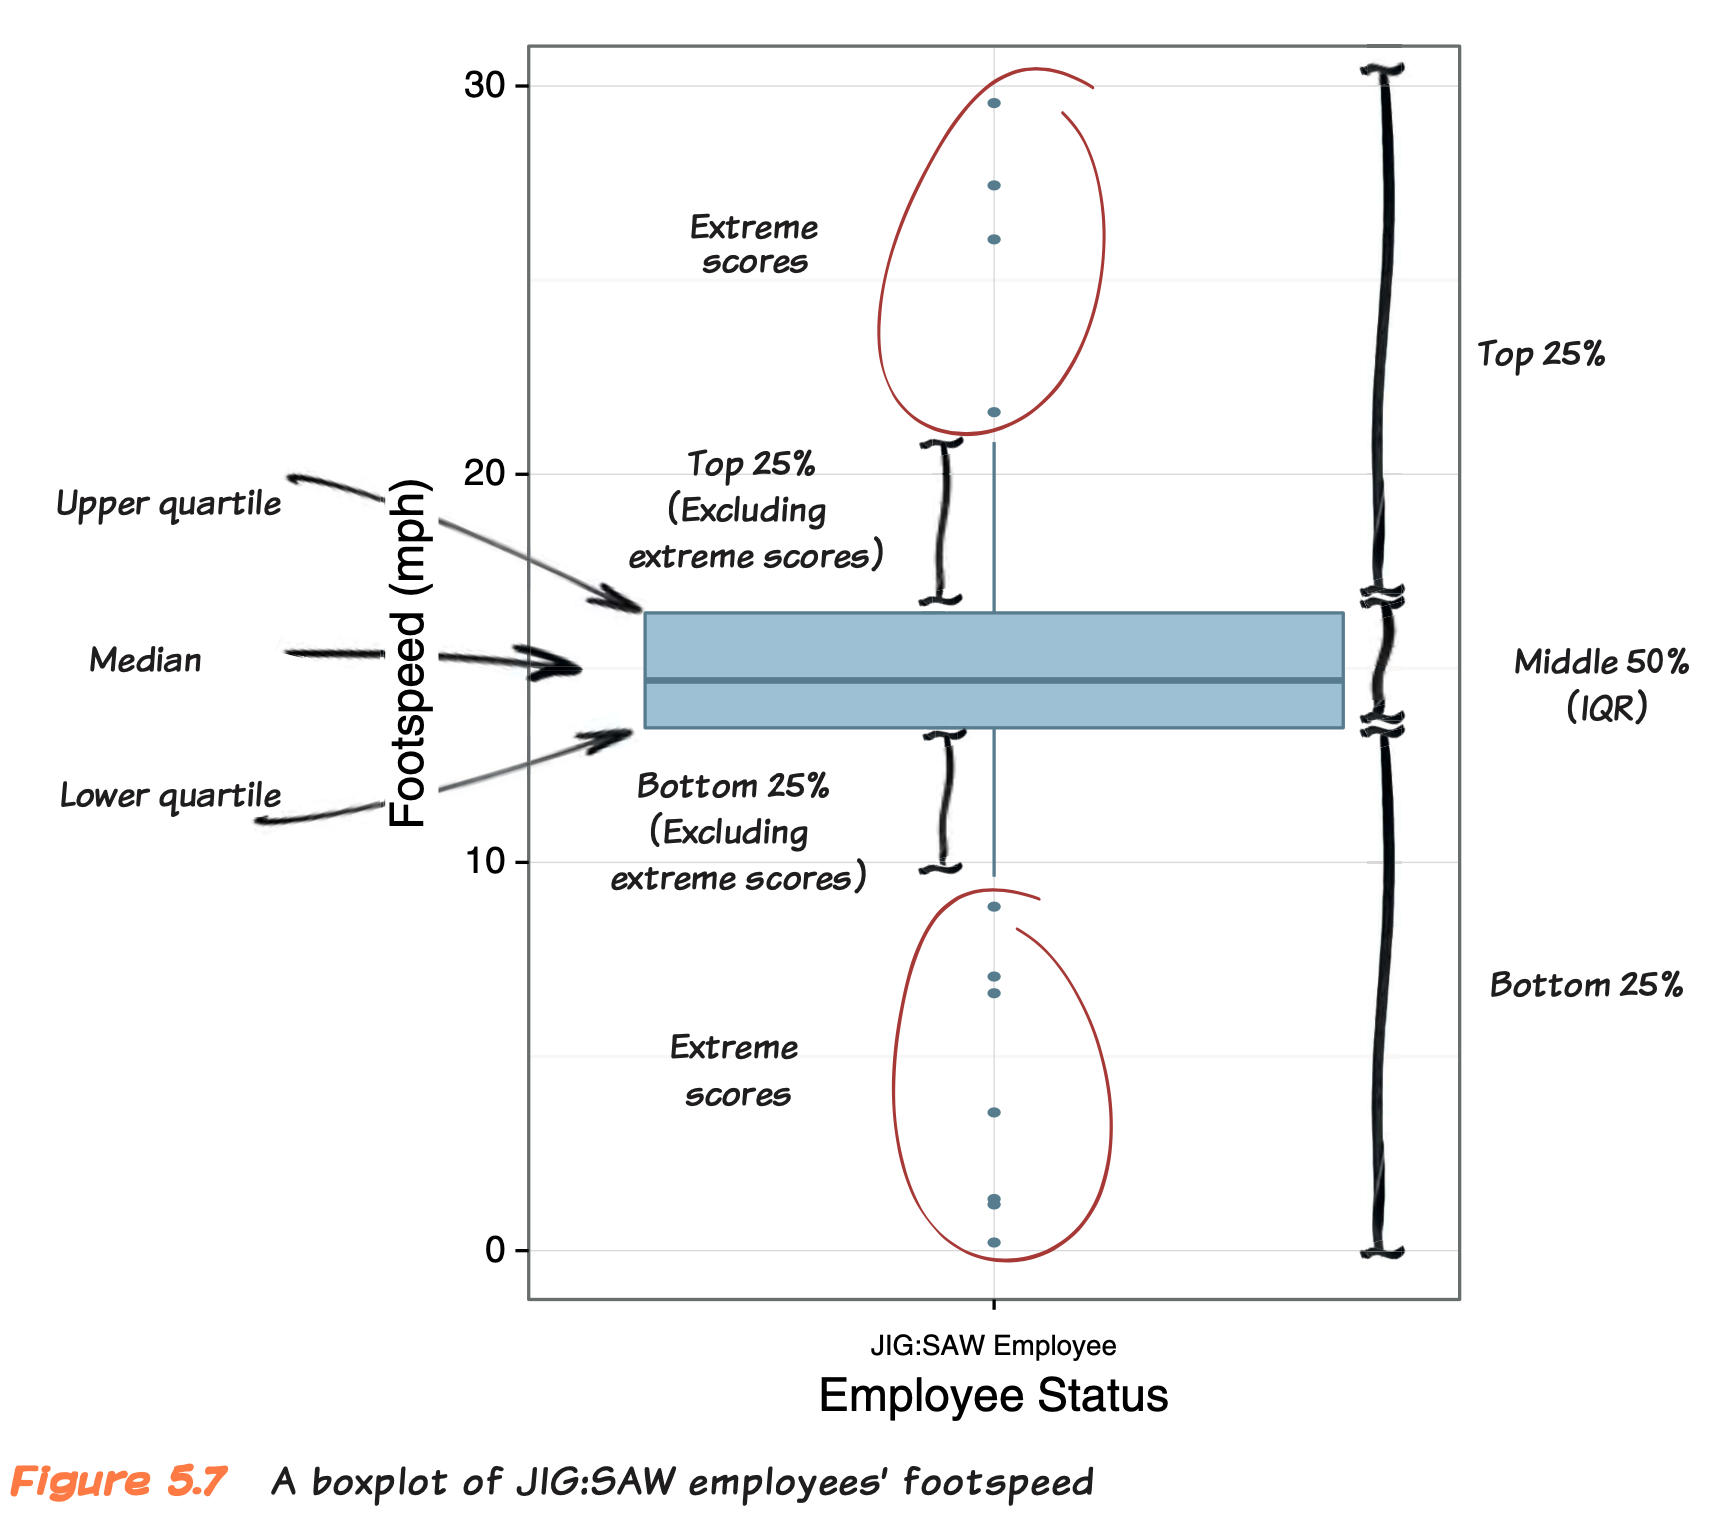 30
Extreme
scores
Top 25%
20
Top 25%
(Excluding
extreme scores)
Upper quartile
Footspeed (mph)
Median
Middle 50%
(IQR)
Lower quartile
Bottom 25%
(Excluding
extreme scores)
10
Bottom 25%
Extreme
scores
0
JIG:SAW Employee
Employee Status
Figure 5.7 A boxplot of JIG:SAW employees' footspeed